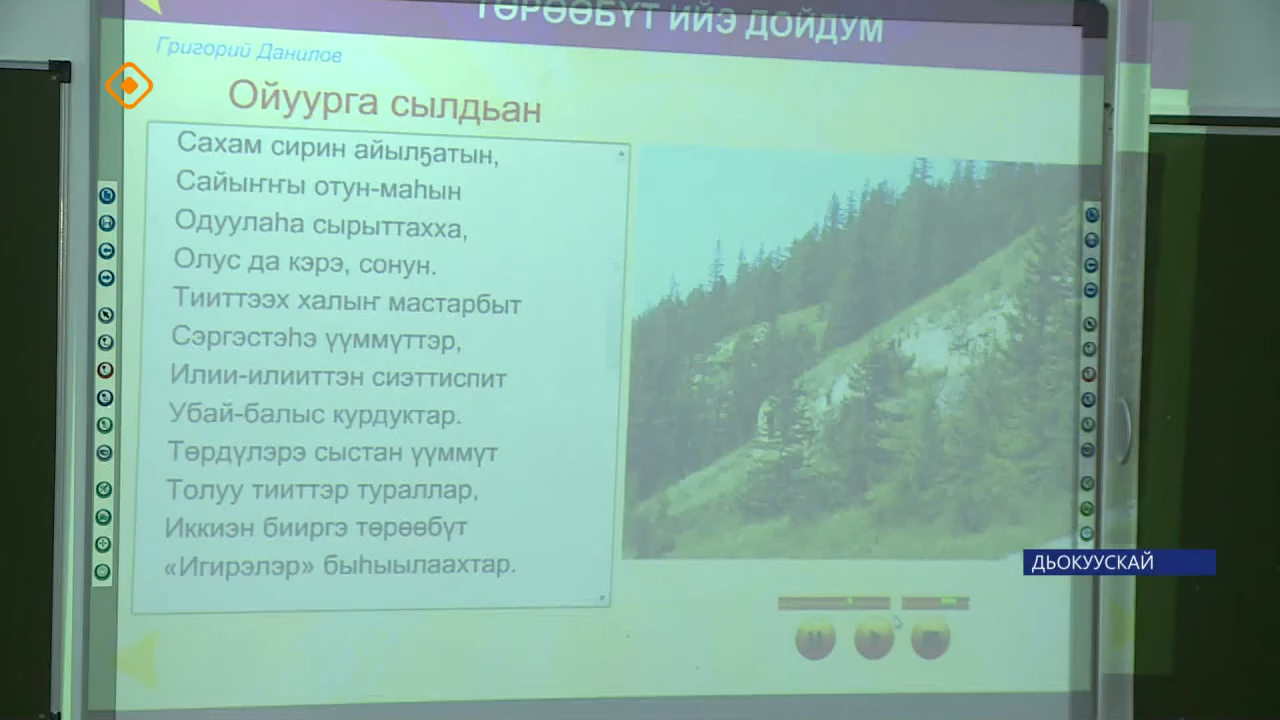 ТӨРӨӨБҮТ ИЙЭ ДОЙДУМ
Григорий Данилов
Ойуурга сылдьан
Сахам сирин айылҕатын,
Сайыҥҥы отун-маһын
Одуулаһа сырыттахха,
Олус да кэрэ, сонун.
Тииттээх халыҥ мастарбыт
Сэргэстэһэ үүммүттэр,
Илии-илииттэн сиэттиспит
Убай-балыс курдуктар.
Төрдүлэрэ сыстан үүммүт
Толуу тииттэр тураллар,
Иккиэн бииргэ төрөөбүт
«Игирэлэр» быһыылаахтар.
ДЬОКУУСКАЙ